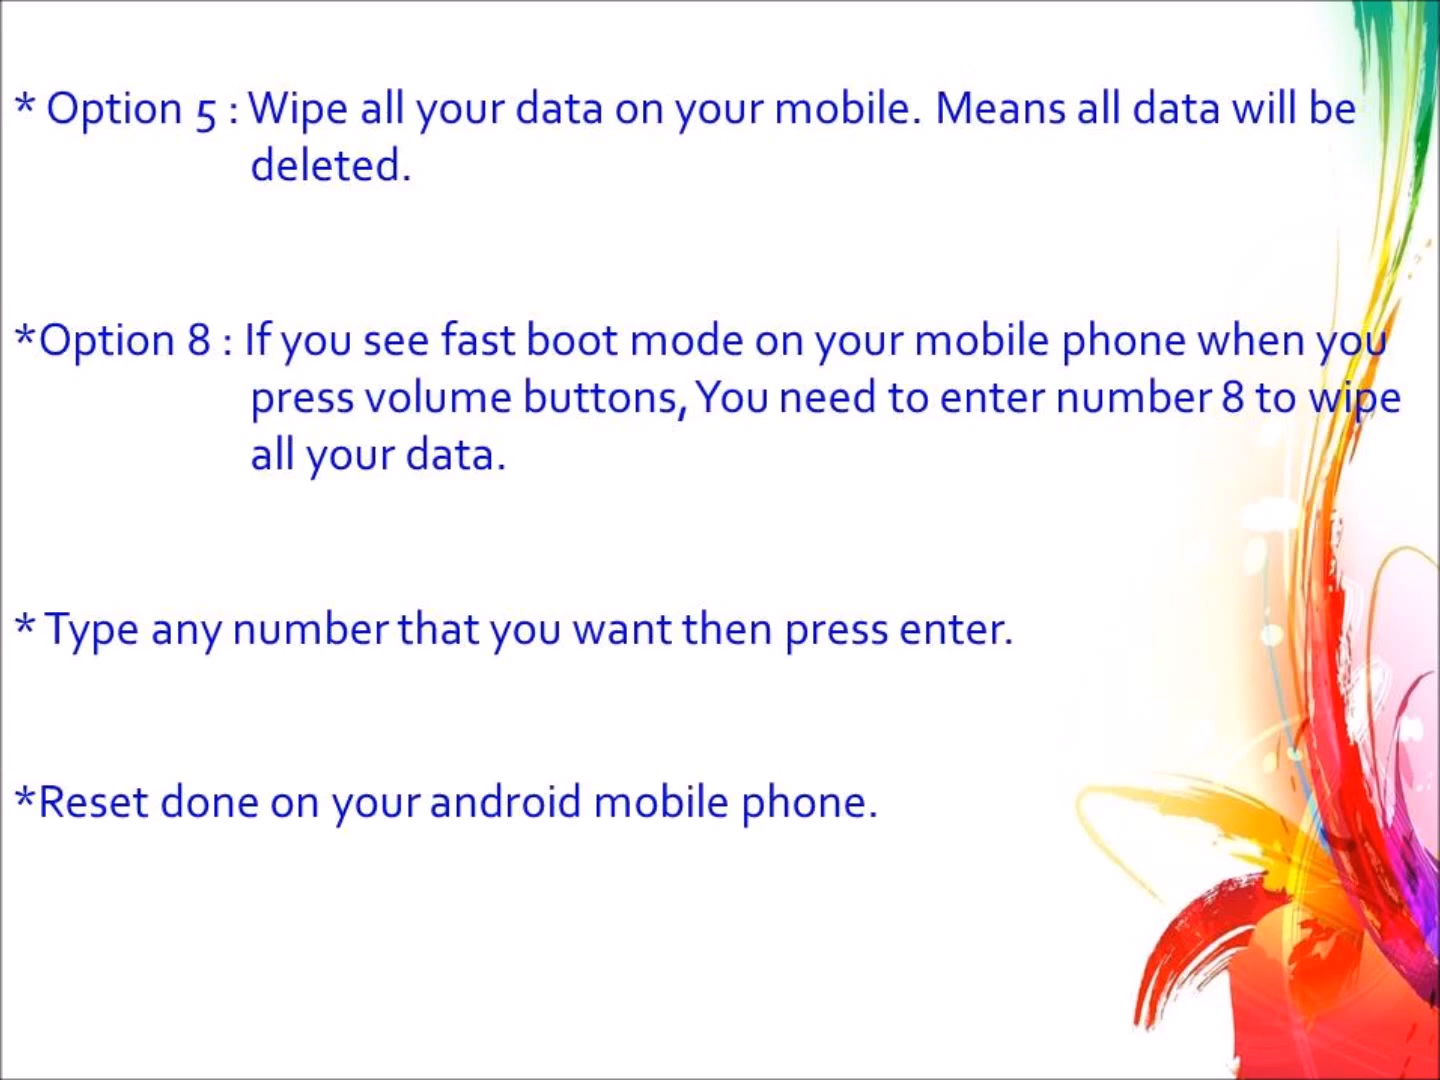 * Option 5 : Wipe all your data on your mobile. Means all data will be
deleted.
*Option 8 : If you see fast boot mode on your mobile phone when you
press volume buttons, You need to enter number 8 to wipe
all your data.
* Type any number that you want then press enter.
*Reset done on your android mobile phone.